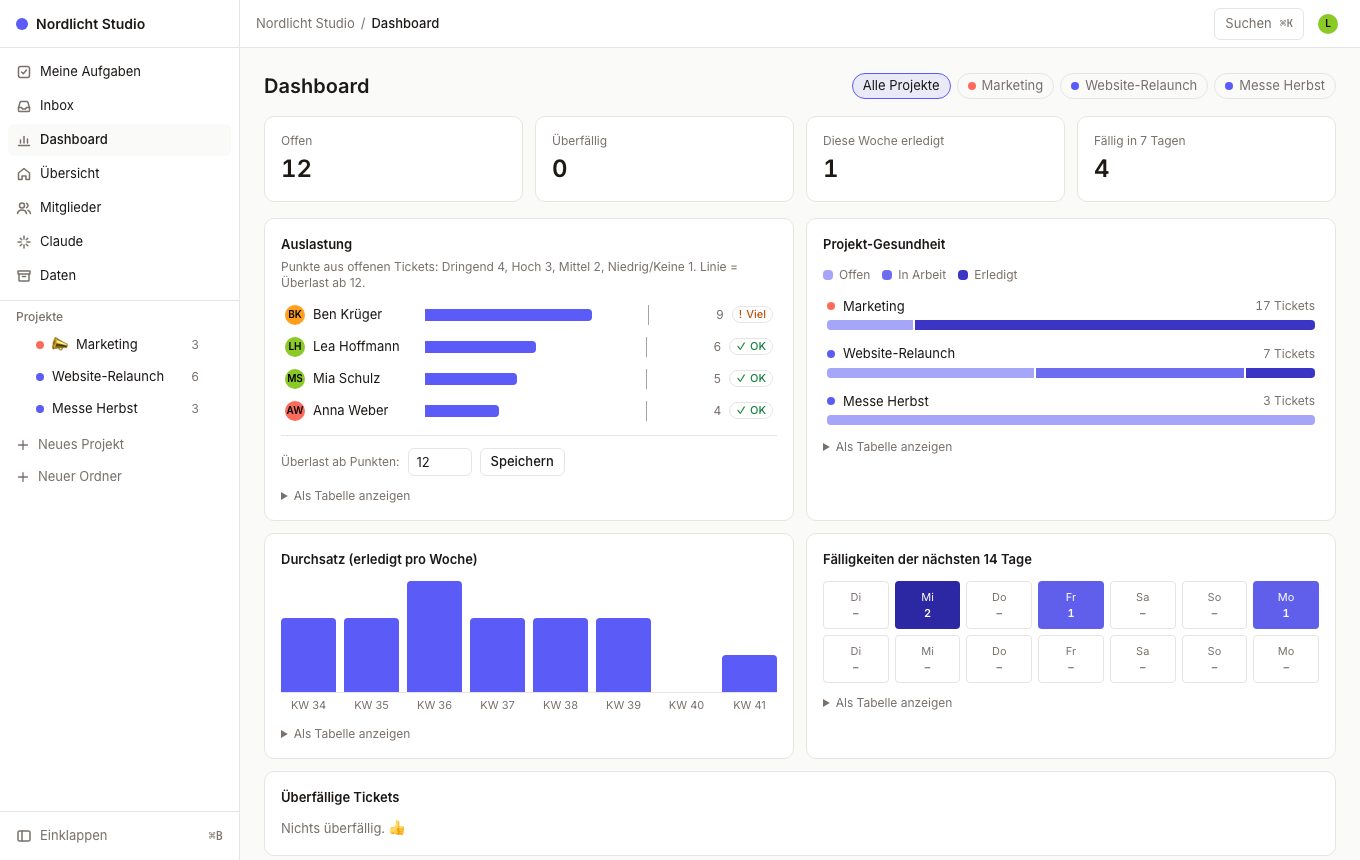 Nordlicht Studio
Nordlicht Studio / Dashboard
Suchen ⌘K
L
Meine Aufgaben
Inbox
Dashboard
Übersicht
Mitglieder
Claude
Daten
Projekte
Marketing 3
Website-Relaunch 6
Messe Herbst 3
Neues Projekt
Neuer Ordner
Einklappen ⌘B
Dashboard
Alle Projekte
Marketing
Website-Relaunch
Messe Herbst
Offen
12
Überfällig
0
Diese Woche erledigt
1
Fällig in 7 Tagen
4
Auslastung
Punkte aus offenen Tickets: Dringend 4, Hoch 3, Mittel 2, Niedrig/Keine 1. Linie =
Überlast ab 12.
BK Ben Krüger 9 ! Viel
LH Lea Hoffmann 6 ✓ OK
MS Mia Schulz 5 ✓ OK
AW Anna Weber 4 ✓ OK
Überlast ab Punkten: 12 Speichern
Als Tabelle anzeigen
Projekt-Gesundheit
Offen In Arbeit Erledigt
Marketing 17 Tickets
Website-Relaunch 7 Tickets
Messe Herbst 3 Tickets
Als Tabelle anzeigen
Durchsatz (erledigt pro Woche)
KW 34 KW 35 KW 36 KW 37 KW 38 KW 39 KW 40 KW 41
Als Tabelle anzeigen
Fälligkeiten der nächsten 14 Tage
Di Mi Do Fr Sa So Mo
– 2 – 1 – – 1
Di Mi Do Fr Sa So Mo
– – – – – – –
Als Tabelle anzeigen
Überfällige Tickets
Nichts überfällig. 👍